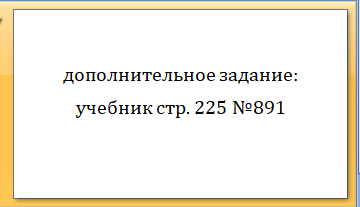 дополнительное задание:
учебник стр. 225 №891